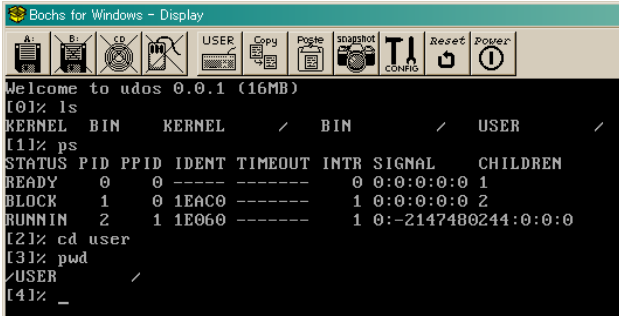 Bochs for Windows - Display
A: B: CD USER Copy Poste snapshot CONFIG Reset Power
Welcome to udos 0.0.1 (16MB)
[0]% ls
KERNEL BIN KERNEL / BIN / USER /
[1]% ps
STATUS PID PPID IDENT TIMEOUT INTR SIGNAL CHILDREN
READY 0 0 ----- ------- 0 0:0:0:0:0 1
BLOCK 1 0 1EAC0 ------- 1 0:0:0:0:0 2
RUNNIN 2 1 1E060 ------- 1 0:-2147480244:0:0:0
[2]% cd user
[3]% pwd
/USER /
[4]% _